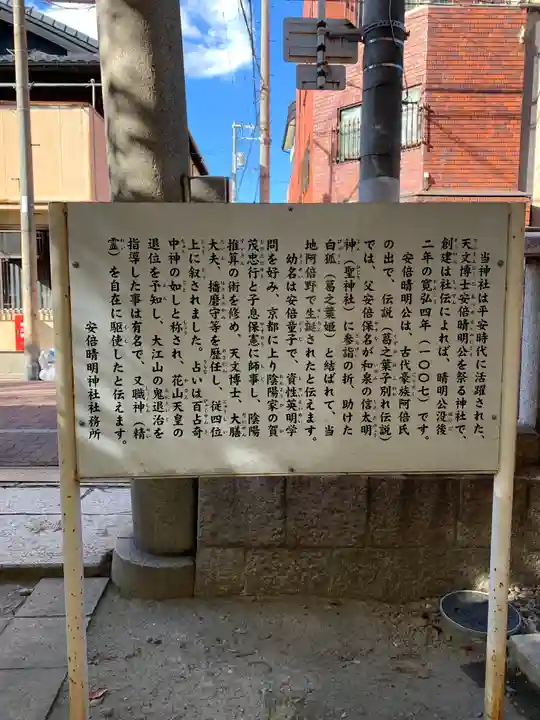 当神社は平安時代に活躍された、
天文博士安倍晴明公を祭る神社で、
創建は社伝によれば、晴明公没後
二年の寛弘四年(一〇〇七)です。
安倍晴明公は、古代豪族阿倍氏
の出で、伝説(葛之葉子別れ伝説)
では、父安倍保名が和泉の信太明
神(聖神社)に参詣の折、助けた
白狐(葛之葉姫)と結ばれて、当
地阿倍野で生誕されたと伝えます。
幼名は安倍童子で、資性英明学
問を好み、京都に上り陰陽家の賀
茂忠行と子息保憲に師事し、陰陽
推算の術を修め、天文博士、大膳
大夫、播磨守等を歴任し、従四位
上に叙されました。占いは百占奇
中神の如しと称され、花山天皇の
退位を予知し、大江山の鬼退治を
指導した事は有名で、又職神(精
霊)を自在に駆使したと伝えます。
安倍晴明神社社務所